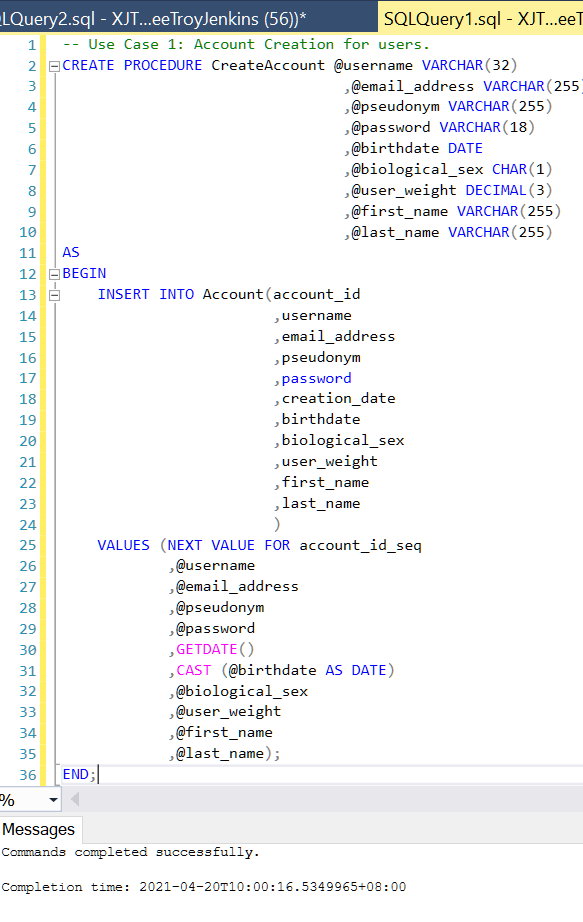 LQuery2.sql - XJT...eeTroyJenkins (56))* SQLQuery1.sql - XJT...eeT
1 -- Use Case 1: Account Creation for users.
2 CREATE PROCEDURE CreateAccount @username VARCHAR(32)
3 ,@email_address VARCHAR(255)
4 ,@pseudonym VARCHAR(255)
5 ,@password VARCHAR(18)
6 ,@birthdate DATE
7 ,@biological_sex CHAR(1)
8 ,@user_weight DECIMAL(3)
9 ,@first_name VARCHAR(255)
10 ,@last_name VARCHAR(255)
11 AS
12 BEGIN
13 INSERT INTO Account(account_id
14 ,username
15 ,email_address
16 ,pseudonym
17 ,password
18 ,creation_date
19 ,birthdate
20 ,biological_sex
21 ,user_weight
22 ,first_name
23 ,last_name
24 )
25 VALUES (NEXT VALUE FOR account_id_seq
26 ,@username
27 ,@email_address
28 ,@pseudonym
29 ,@password
30 ,GETDATE()
31 ,CAST (@birthdate AS DATE)
32 ,@biological_sex
33 ,@user_weight
34 ,@first_name
35 ,@last_name);
36 END;
%
Messages
Commands completed successfully.
Completion time: 2021-04-20T10:00:16.5349965+08:00